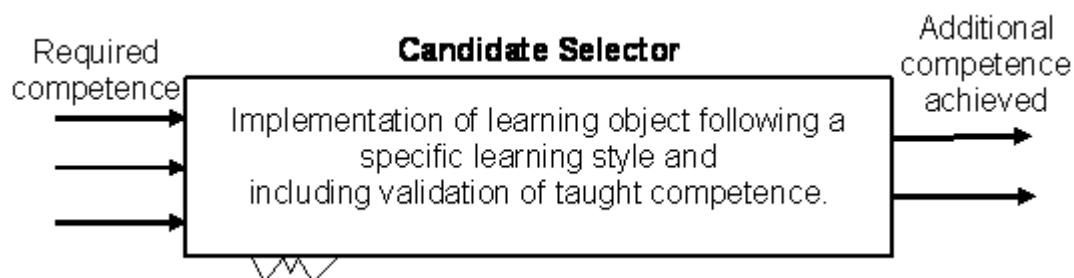 Required
competence
Candidate Selector
Additional
competence
achieved
Implementation of learning object following a
specific learning style and
including validation of taught competence.